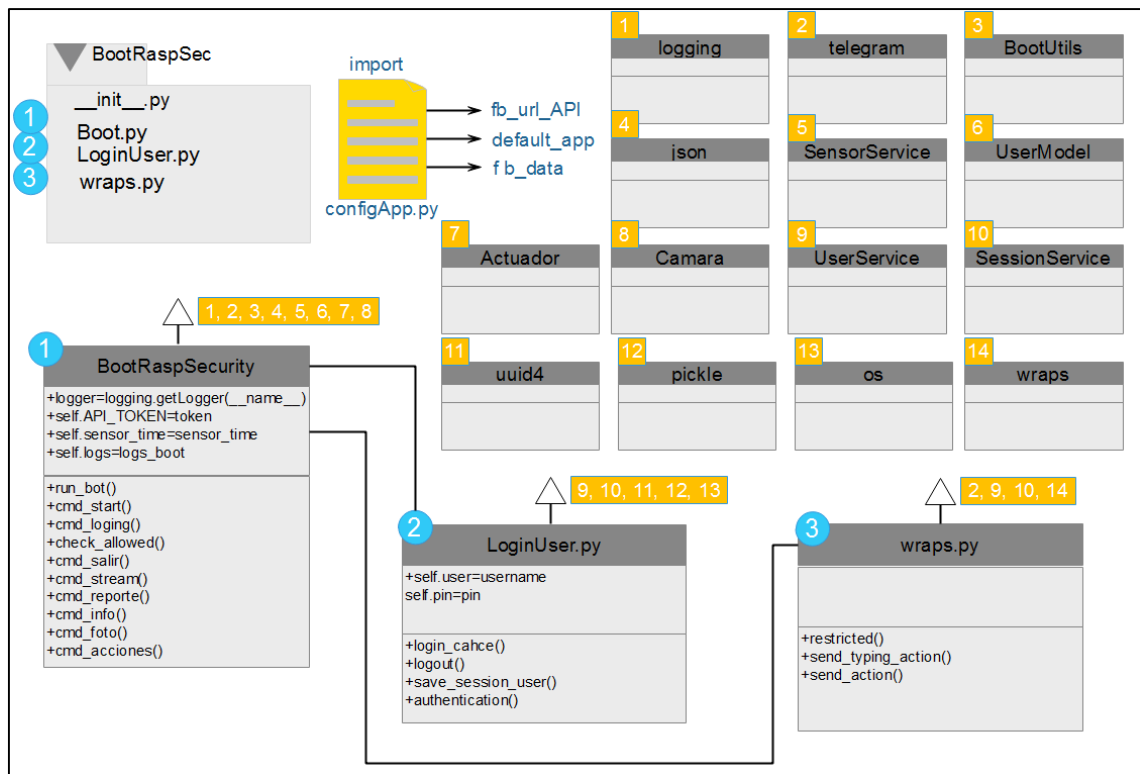 BootRaspSec
__init__.py
1
Boot.py
2
LoginUser.py
3
wraps.py
import
fb_url_API
default_app
f b_data
configApp.py
1
logging
2
telegram
3
BootUtils
4
json
5
SensorService
6
UserModel
7
Actuador
8
Camara
9
UserService
10
SessionService
11
uuid4
12
pickle
13
os
14
wraps
1, 2, 3, 4, 5, 6, 7, 8
1
BootRaspSecurity
+logger=logging.getLogger(__name__)
+self.API_TOKEN=token
+self.sensor_time=sensor_time
+self.logs=logs_boot
+run_bot()
+cmd_start()
+cmd_loging()
+check_allowed()
+cmd_salir()
+cmd_stream()
+cmd_reporte()
+cmd_info()
+cmd_foto()
+cmd_acciones()
9, 10, 11, 12, 13
2
LoginUser.py
+self.user=username
self.pin=pin
+login_cahce()
+logout()
+save_session_user()
+authentication()
2, 9, 10, 14
3
wraps.py
+restricted()
+send_typing_action()
+send_action()